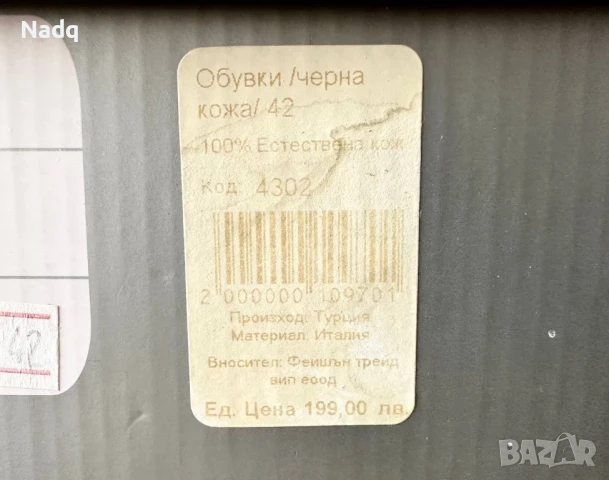 Nadq
Обувки /черна
кожа/ 42
100% Естествена кож
Код: 4302
2 000000 109701
Произход: Турция
Материал: Италия
Вносител: Феишън трейд
вип еоод
Ед. Цена 199,00 лв.
42
BAZAR